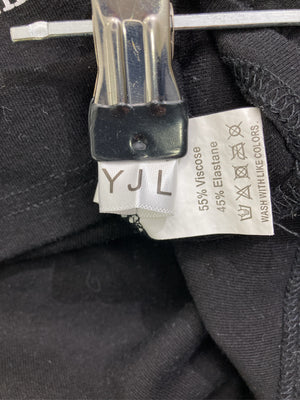 YJL
55% Viscose
45% Elastane
WASH WITH LIKE COLORS